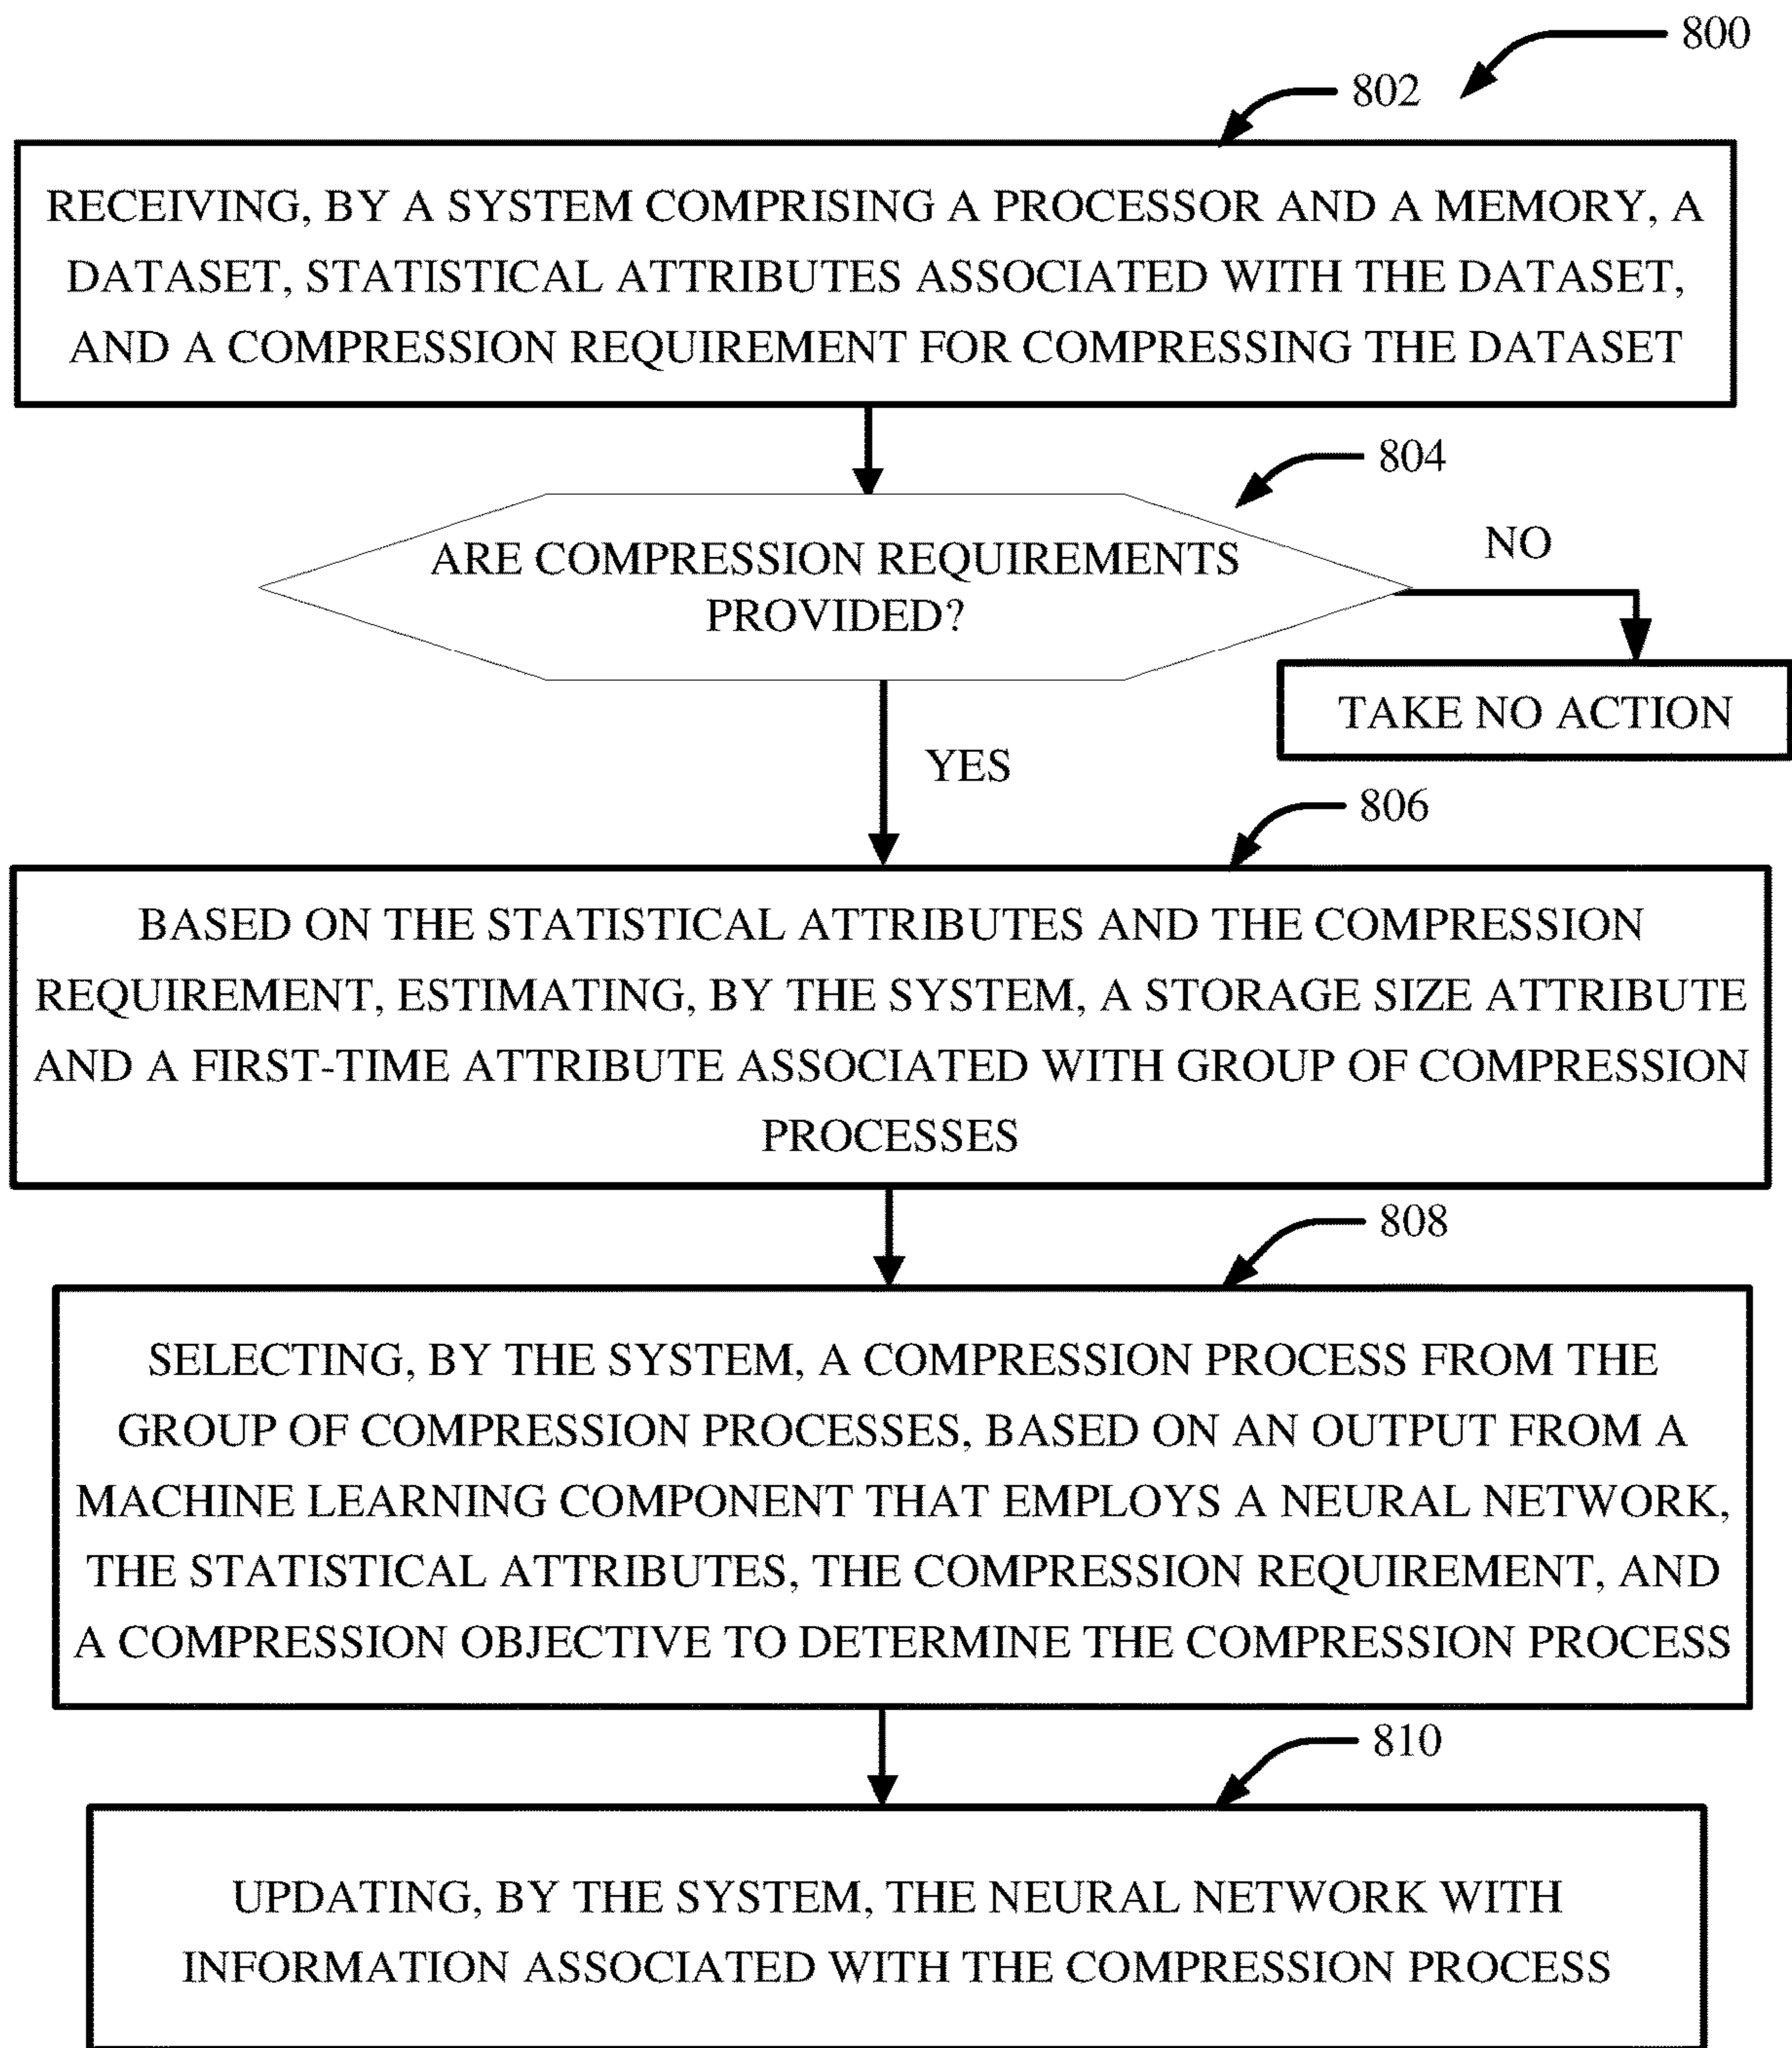 800
802
RECEIVING, BY A SYSTEM COMPRISING A PROCESSOR AND A MEMORY, A
DATASET, STATISTICAL ATTRIBUTES ASSOCIATED WITH THE DATASET,
AND A COMPRESSION REQUIREMENT FOR COMPRESSING THE DATASET
804
ARE COMPRESSION REQUIREMENTS
PROVIDED?
NO
TAKE NO ACTION
YES
806
BASED ON THE STATISTICAL ATTRIBUTES AND THE COMPRESSION
REQUIREMENT, ESTIMATING, BY THE SYSTEM, A STORAGE SIZE ATTRIBUTE
AND A FIRST-TIME ATTRIBUTE ASSOCIATED WITH GROUP OF COMPRESSION
PROCESSES
808
SELECTING, BY THE SYSTEM, A COMPRESSION PROCESS FROM THE
GROUP OF COMPRESSION PROCESSES, BASED ON AN OUTPUT FROM A
MACHINE LEARNING COMPONENT THAT EMPLOYS A NEURAL NETWORK,
THE STATISTICAL ATTRIBUTES, THE COMPRESSION REQUIREMENT, AND
A COMPRESSION OBJECTIVE TO DETERMINE THE COMPRESSION PROCESS
810
UPDATING, BY THE SYSTEM, THE NEURAL NETWORK WITH
INFORMATION ASSOCIATED WITH THE COMPRESSION PROCESS